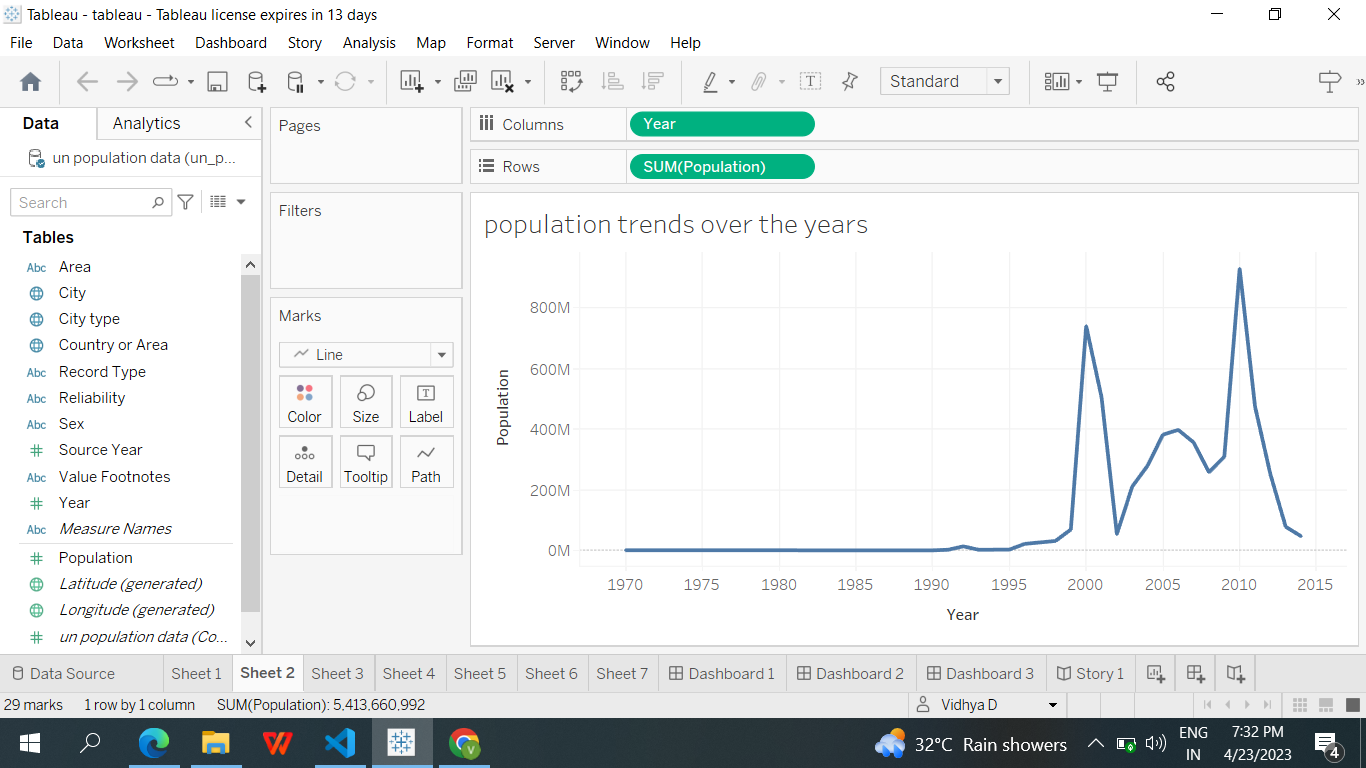 Tableau - tableau - Tableau license expires in 13 days
File Data Worksheet Dashboard Story Analysis Map Format Server Window Help
Standard
Data Analytics
un population data (un_p...
Search
Tables
Abc Area
City
City type
Country or Area
Abc Record Type
Abc Reliability
Abc Sex
Source Year
Abc Value Footnotes
Year
Abc Measure Names
Population
Latitude (generated)
Longitude (generated)
un population data (Co...
Pages
Filters
Marks
Line
Color Size Label
Detail Tooltip Path
Columns Year
Rows SUM(Population)
population trends over the years
Population
800M
600M
400M
200M
0M
1970 1975 1980 1985 1990 1995 2000 2005 2010 2015
Year
Data Source Sheet 1 Sheet 2 Sheet 3 Sheet 4 Sheet 5 Sheet 6 Sheet 7 Dashboard 1 Dashboard 2 Dashboard 3 Story 1
29 marks 1 row by 1 column SUM(Population): 5,413,660,992 Vidhya D
32°C Rain showers
ENG
IN
7:32 PM
4/23/2023
4